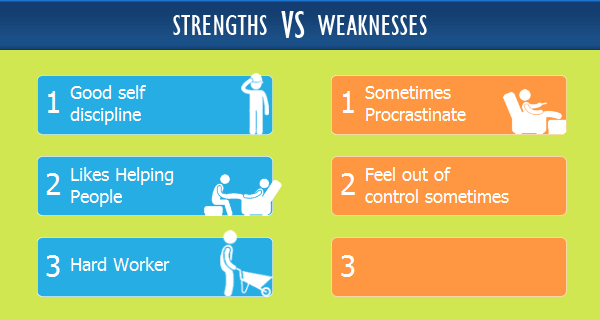 STRENGTHS VS WEAKNESSES
1 Good self
discipline
2 Likes Helping
People
3 Hard Worker
1 Sometimes
Procrastinate
2 Feel out of
control sometimes
3